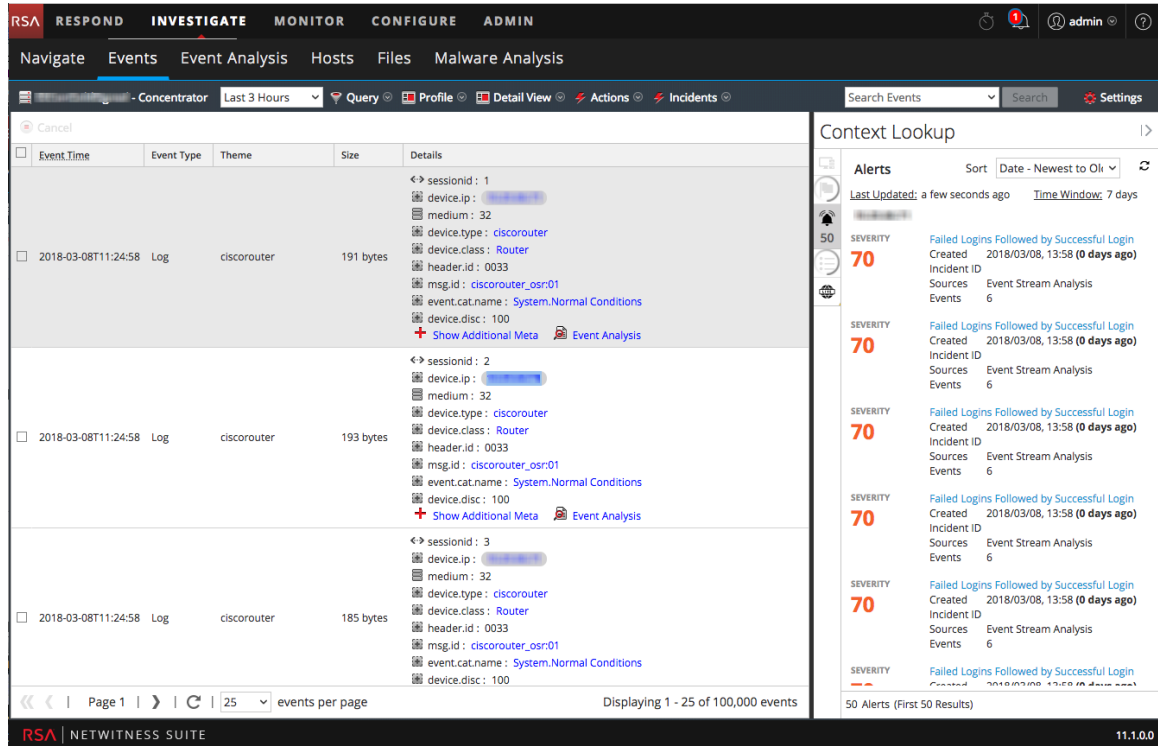 RSA RESPOND INVESTIGATE MONITOR CONFIGURE ADMIN 1 admin ?
Navigate Events Event Analysis Hosts Files Malware Analysis
- Concentrator Last 3 Hours Query Profile Detail View Actions Incidents Search Events Search Settings
Cancel
Event Time Event Type Theme Size Details
2018-03-08T11:24:58 Log ciscorouter 191 bytes
sessionid : 1
device.ip :
medium : 32
device.type : ciscorouter
device.class : Router
header.id : 0033
msg.id : ciscorouter_osr:01
event.cat.name : System.Normal Conditions
device.disc : 100
Show Additional Meta Event Analysis
2018-03-08T11:24:58 Log ciscorouter 193 bytes
sessionid : 2
device.ip :
medium : 32
device.type : ciscorouter
device.class : Router
header.id : 0033
msg.id : ciscorouter_osr:01
event.cat.name : System.Normal Conditions
device.disc : 100
Show Additional Meta Event Analysis
2018-03-08T11:24:58 Log ciscorouter 185 bytes
sessionid : 3
device.ip :
medium : 32
device.type : ciscorouter
device.class : Router
header.id : 0033
msg.id : ciscorouter_osr:01
event.cat.name : System.Normal Conditions
device.disc : 100
Page 1 25 events per page Displaying 1 - 25 of 100,000 events
Context Lookup
50
Alerts Sort Date - Newest to Ol
Last Updated: a few seconds ago Time Window: 7 days
SEVERITY Failed Logins Followed by Successful Login
70 Created 2018/03/08, 13:58 (0 days ago)
Incident ID
Sources Event Stream Analysis
Events 6
SEVERITY Failed Logins Followed by Successful Login
70 Created 2018/03/08, 13:58 (0 days ago)
Incident ID
Sources Event Stream Analysis
Events 6
SEVERITY Failed Logins Followed by Successful Login
70 Created 2018/03/08, 13:58 (0 days ago)
Incident ID
Sources Event Stream Analysis
Events 6
SEVERITY Failed Logins Followed by Successful Login
70 Created 2018/03/08, 13:58 (0 days ago)
Incident ID
Sources Event Stream Analysis
Events 6
SEVERITY Failed Logins Followed by Successful Login
70 Created 2018/03/08, 13:58 (0 days ago)
Incident ID
Sources Event Stream Analysis
Events 6
SEVERITY Failed Logins Followed by Successful Login
50 Alerts (First 50 Results)
RSA NETWITNESS SUITE 11.1.0.0